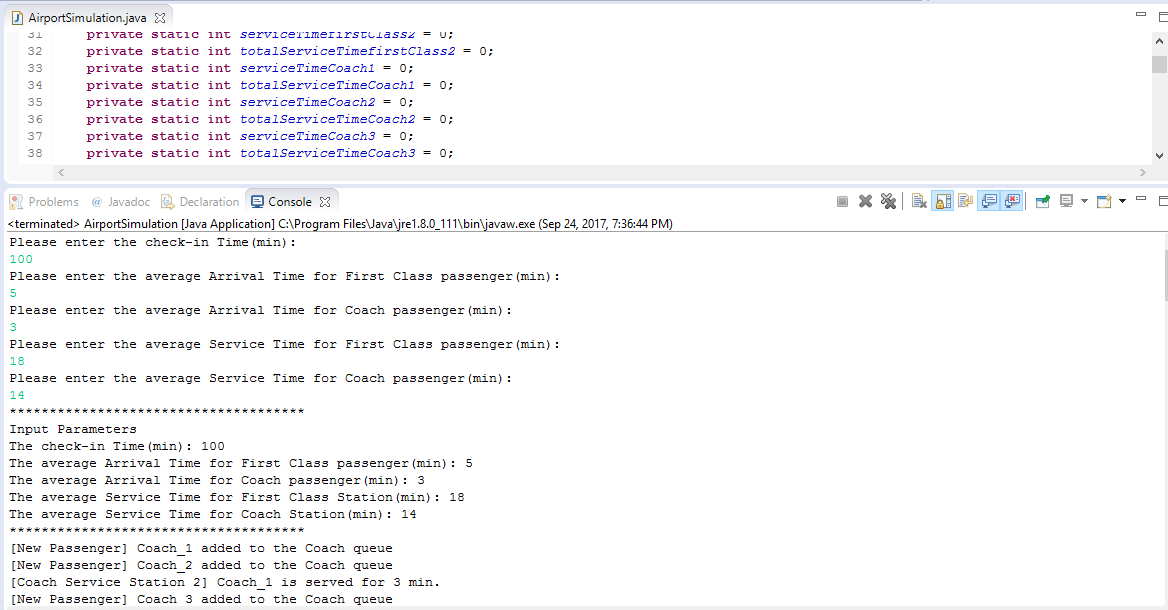 AirportSimulation.java
31 private static int serviceTimefirstClass2 = 0;
32 private static int totalServiceTimefirstClass2 = 0;
33 private static int serviceTimeCoach1 = 0;
34 private static int totalServiceTimeCoach1 = 0;
35 private static int serviceTimeCoach2 = 0;
36 private static int totalServiceTimeCoach2 = 0;
37 private static int serviceTimeCoach3 = 0;
38 private static int totalServiceTimeCoach3 = 0;
Problems @ Javadoc Declaration Console
<terminated> AirportSimulation [Java Application] C:\Program Files\Java\jre1.8.0_111\bin\javaw.exe (Sep 24, 2017, 7:36:44 PM)
Please enter the check-in Time(min):
100
Please enter the average Arrival Time for First Class passenger(min):
5
Please enter the average Arrival Time for Coach passenger(min):
3
Please enter the average Service Time for First Class passenger(min):
18
Please enter the average Service Time for Coach passenger(min):
14
*************************************
Input Parameters
The check-in Time(min): 100
The average Arrival Time for First Class passenger(min): 5
The average Arrival Time for Coach passenger(min): 3
The average Service Time for First Class Station(min): 18
The average Service Time for Coach Station(min): 14
*************************************
[New Passenger] Coach_1 added to the Coach queue
[New Passenger] Coach_2 added to the Coach queue
[Coach Service Station 2] Coach_1 is served for 3 min.
[New Passenger] Coach 3 added to the Coach queue